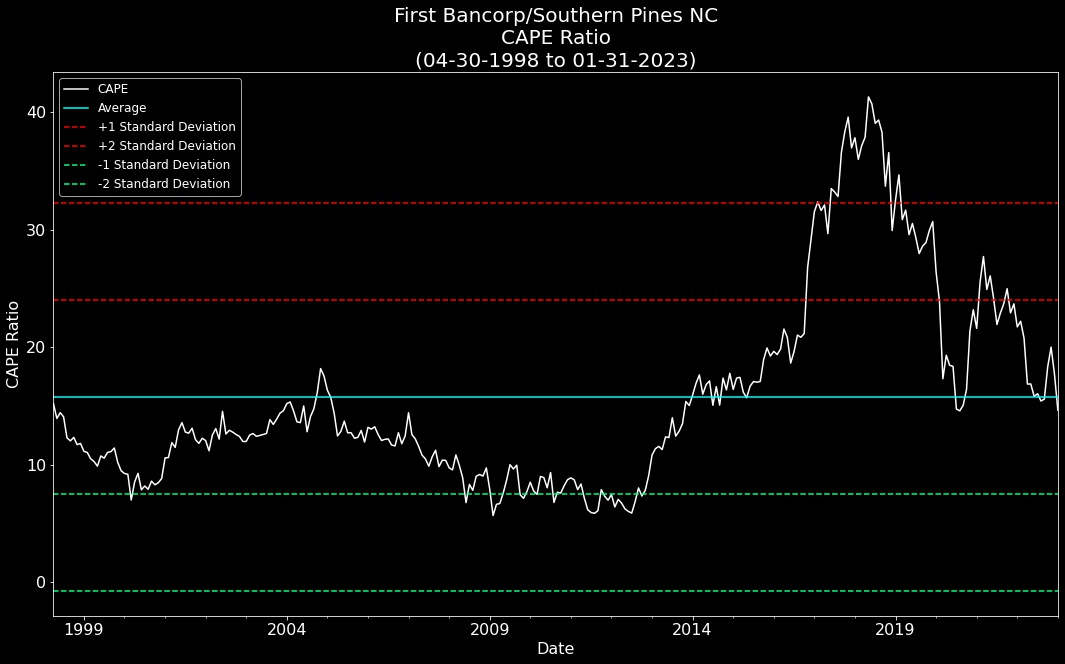 First Bancorp/Southern Pines NC
CAPE Ratio
(04-30-1998 to 01-31-2023)
CAPE
Average
+1 Standard Deviation
+2 Standard Deviation
-1 Standard Deviation
-2 Standard Deviation
CAPE Ratio
40
30
20
10
0
1999
2004
2009
2014
2019
Date